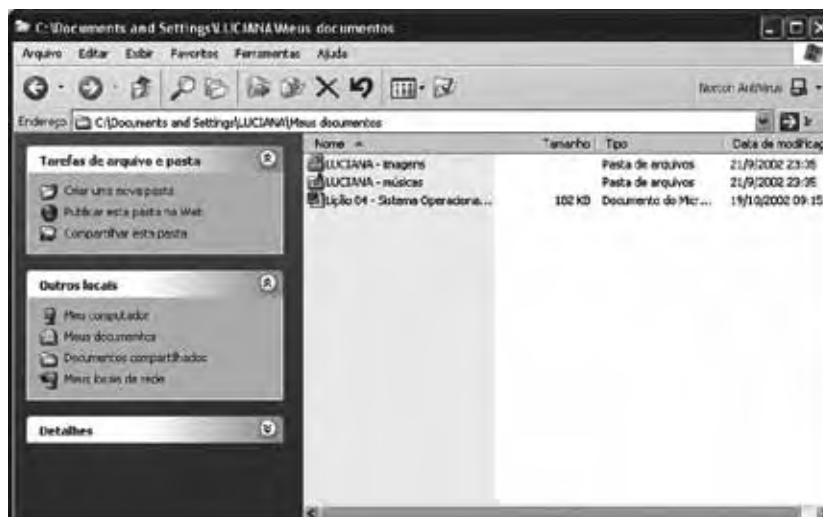 C:\Documents and Settings\LUCIANA\Meus documentos
Arquivo Editar Exibir Favoritos Ferramentas Ajuda
Norton AntiVirus
Endereço C:\Documents and Settings\LUCIANA\Meus documentos
Ir
Nome Tamanho Tipo Data de modificaç
LUCIANA - imagens Pasta de arquivos 21/9/2002 23:35
LUCIANA - músicas Pasta de arquivos 21/9/2002 23:35
Lição 04 - Sistema Operaciona... 102 KB Documento do Micr... 19/10/2002 09:15
Tarefas de arquivo e pasta
Criar uma nova pasta
Publicar esta pasta na Web
Compartilhar esta pasta
Outros locais
Meu computador
Meus documentos
Documentos compartilhados
Meus locais de rede
Detalhes